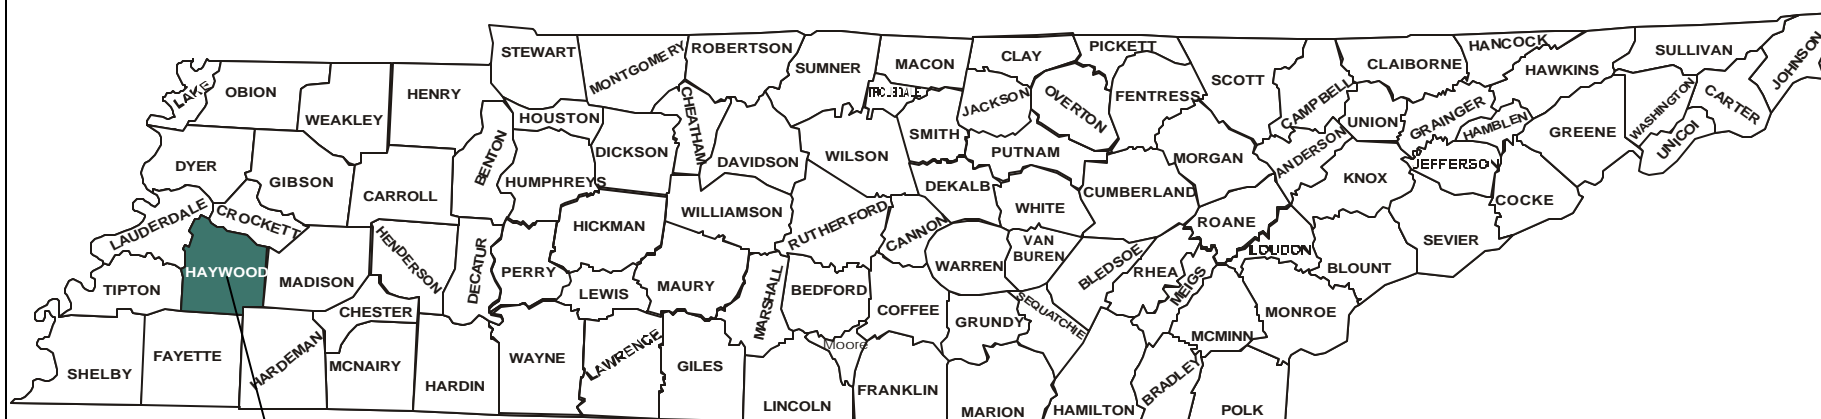 STEWART
MONTGOMERY
ROBERTSON
SUMNER
MACON
CLAY
PICKETT
SCOTT
CLAIBORNE
HANCOCK
HAWKINS
SULLIVAN
JOHNSON
LAKE
OBION
WEAKLEY
HENRY
HOUSTON
CHEATHAM
SMITH
JACKSON
OVERTON
FENTRESS
CAMPBELL
UNION
GRAINGER
HAMBLEN
GREENE
WASHINGTON
CARTER
UNICOI
DYER
GIBSON
CARROLL
BENTON
HUMPHREYS
DICKSON
DAVIDSON
WILSON
DEKALB
PUTNAM
WHITE
CUMBERLAND
MORGAN
ANDERSON
KNOX
JEFFERSON
COCKE
LAUDERDALE
CROCKETT
HENDERSON
DECATUR
PERRY
HICKMAN
WILLIAMSON
RUTHERFORD
CANNON
WARREN
VAN
BUREN
BLEDSOE
RHEA
MEIGS
ROANE
LOUDON
BLOUNT
SEVIER
TIPTON
HAYWOOD
MADISON
CHESTER
LEWIS
MAURY
MARSHALL
BEDFORD
COFFEE
GRUNDY
SEQUATCHIE
MCMINN
MONROE
SHELBY
FAYETTE
HARDEMAN
MCNAIRY
HARDIN
WAYNE
LAWRENCE
GILES
LINCOLN
Moore
FRANKLIN
MARION
HAMILTON
BRADLEY
POLK